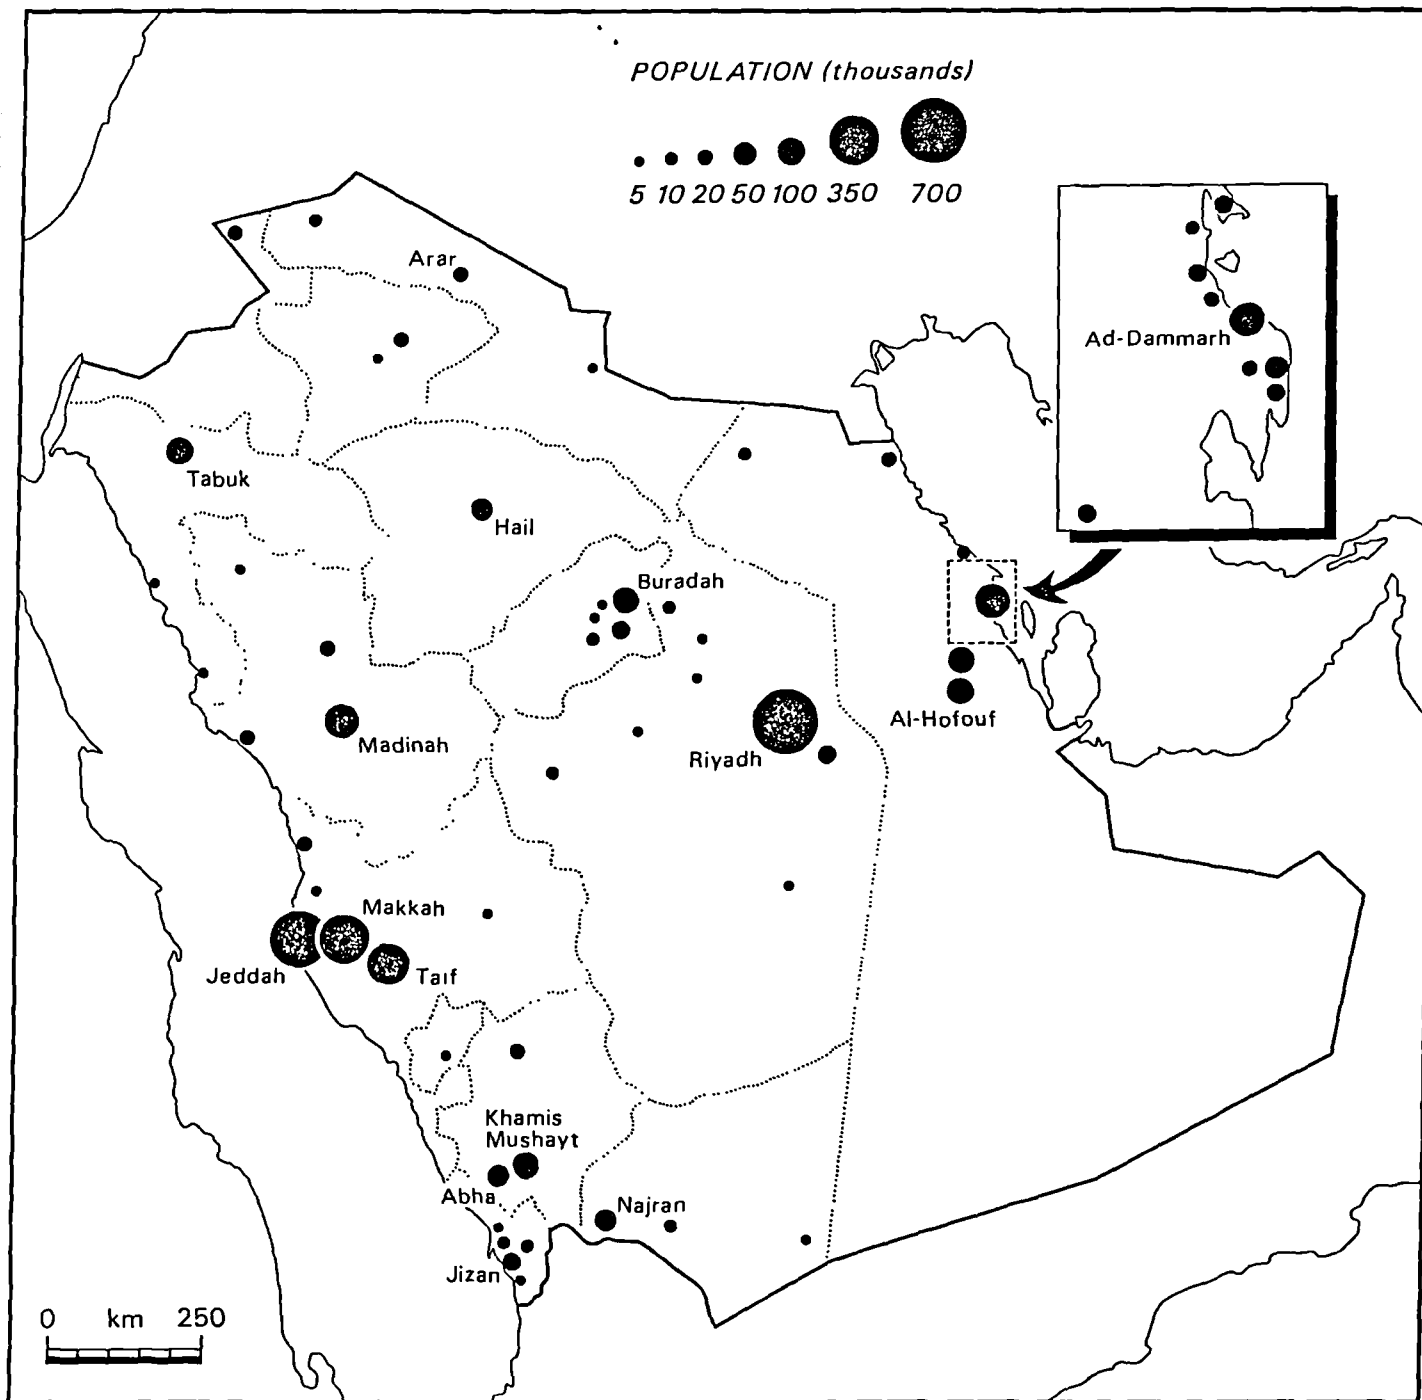 POPULATION (thousands)
5 10 20 50 100 350 700
Arar
Ad-Dammarh
Tabuk
Hail
Buradah
Al-Hofouf
Madinah
Riyadh
Makkah
Jeddah
Taif
Khamis
Mushayt
Abha
Najran
Jizan
0 km 250